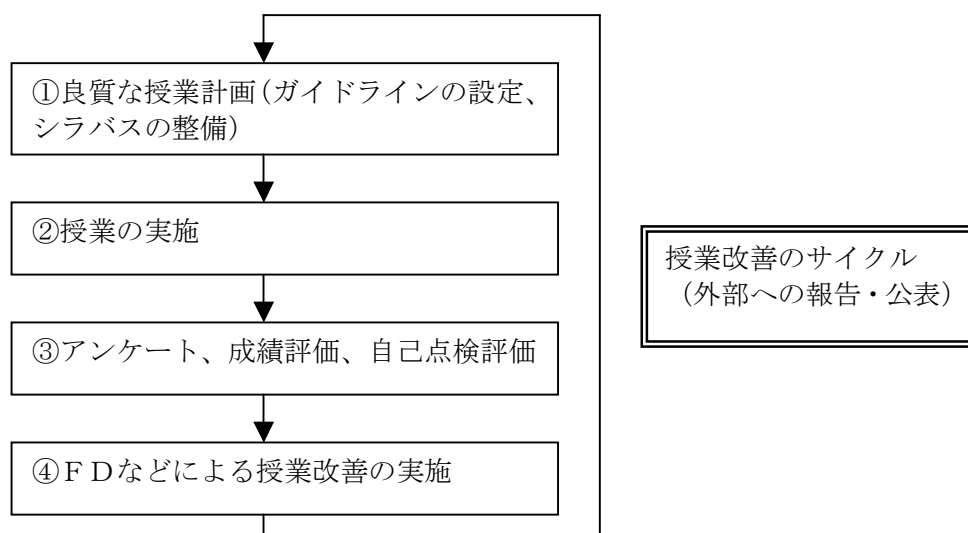 ①良質な授業計画(ガイドラインの設定、
シラバスの整備)
②授業の実施
③アンケート、成績評価、自己点検評価
④ＦＤなどによる授業改善の実施
授業改善のサイクル
（外部への報告・公表）